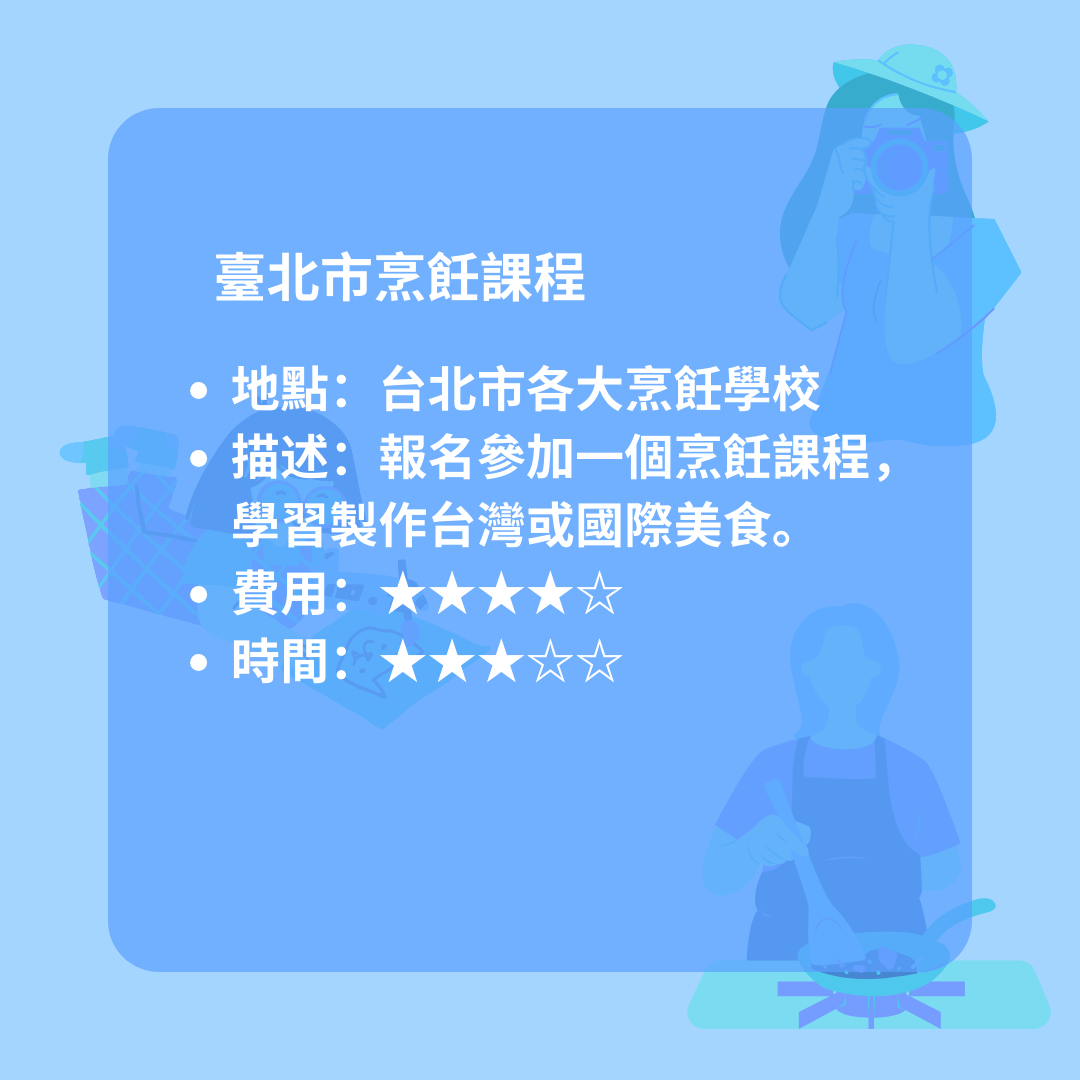 臺北市烹飪課程
• 地點：台北市各大烹飪學校
• 描述：報名參加一個烹飪課程，
學習製作台灣或國際美食。
• 費用：★★★★☆
• 時間：★★★☆☆